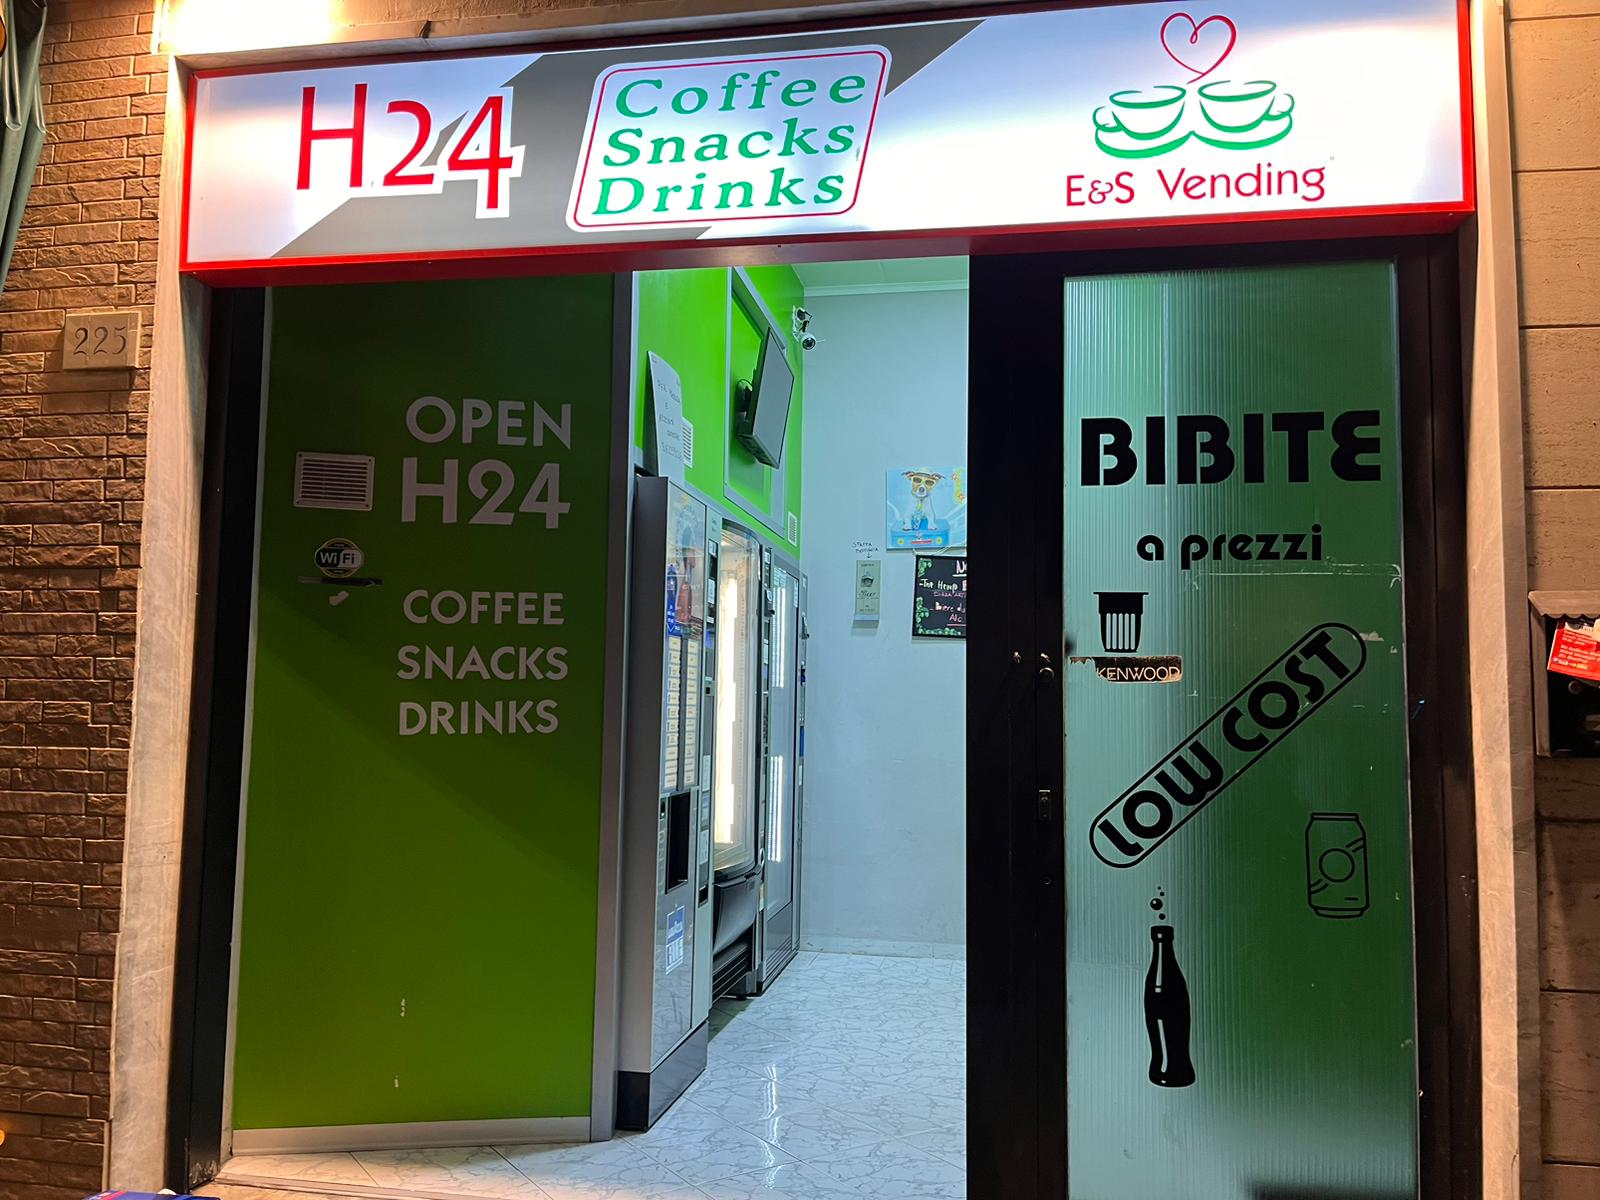 H24
Coffee
Snacks
Drinks
E&S Vending
225
OPEN
H24
WiFi
COFFEE
SNACKS
DRINKS
BIBITE
a prezzi
KENWOOD
LOW COST